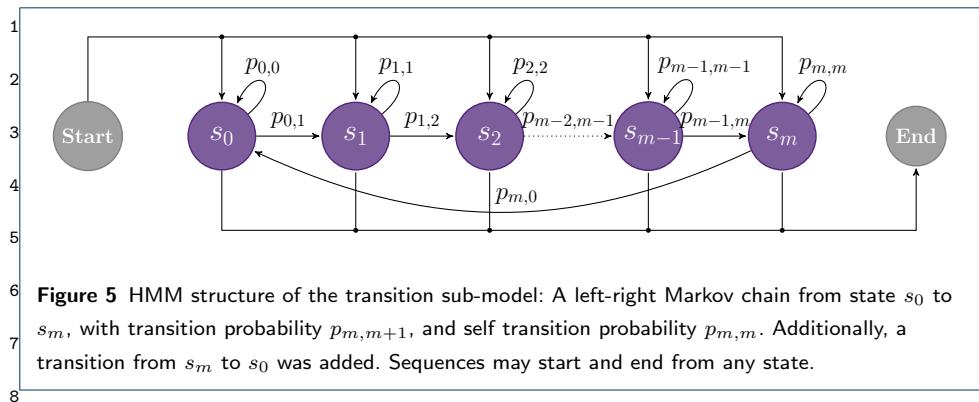 1
2
3
4
5
6
7
8
p0,0 p1,1 p2,2 pm−1,m−1 pm,m
Start s0 p0,1 s1 p1,2 s2 pm−2,m−1 sm−1 pm−1,m sm End
pm,0
Figure 5 HMM structure of the transition sub-model: A left-right Markov chain from state s0 to
sm, with transition probability pm,m+1, and self transition probability pm,m. Additionally, a
transition from sm to s0 was added. Sequences may start and end from any state.